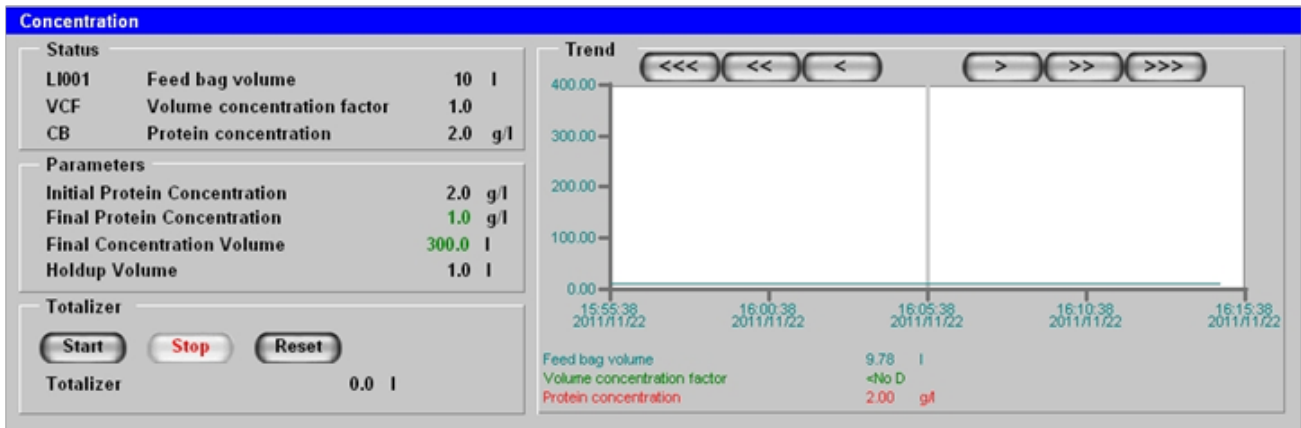 Concentration
Status
LI001 Feed bag volume 10 l
VCF Volume concentration factor 1.0
CB Protein concentration 2.0 g/l
Parameters
Initial Protein Concentration 2.0 g/l
Final Protein Concentration 1.0 g/l
Final Concentration Volume 300.0 l
Holdup Volume 1.0 l
Totalizer
Start Stop Reset
Totalizer 0.0 l
Trend
<<< << < > >> >>>
400.00
300.00
200.00
100.00
0.00
15:55:38 16:00:38 16:05:38 16:10:38 16:15:38
2011/11/22 2011/11/22 2011/11/22 2011/11/22 2011/11/22
Feed bag volume 9.78 l
Volume concentration factor <No D
Protein concentration 2.00 g/l